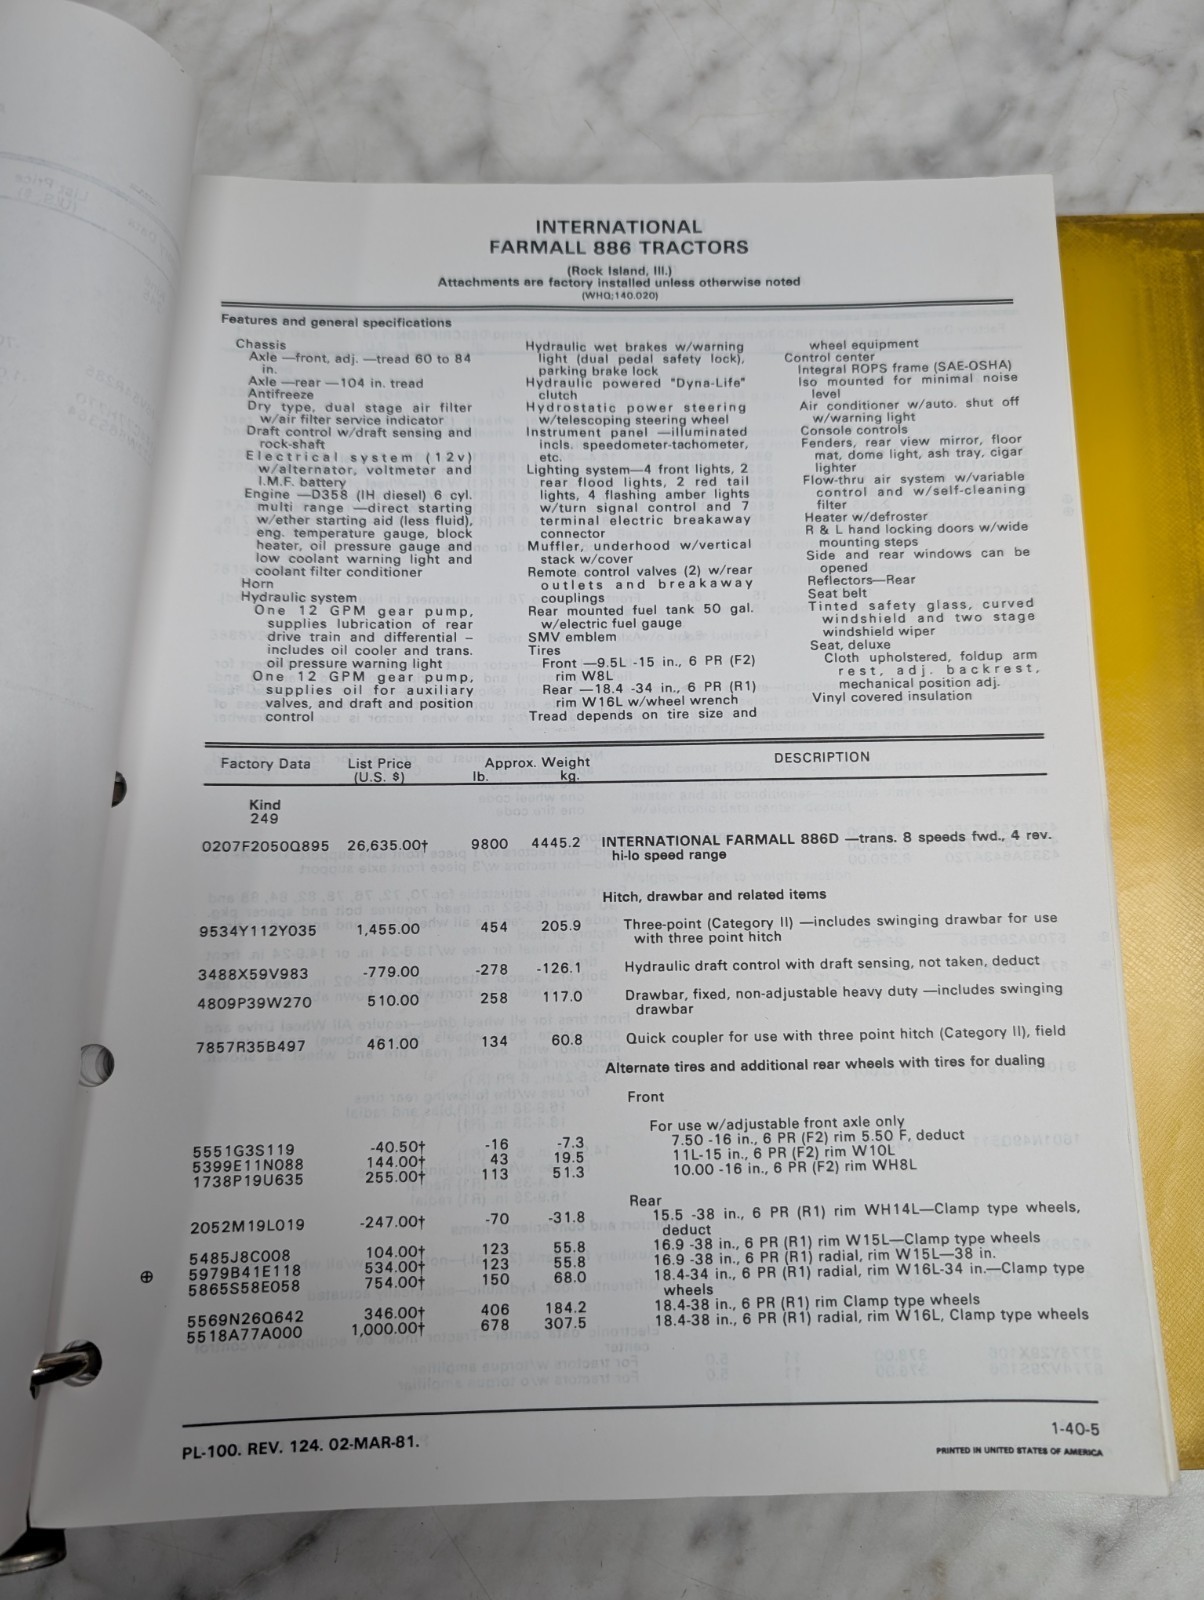 INTERNATIONAL
FARMALL 886 TRACTORS
(Rock Island, Ill.)
Attachments are factory installed unless otherwise noted
(WHQ;140.020)
Features and general specifications
Chassis
Axle —front, adj. —tread 60 to 84
in.
Axle —rear —104 in. tread
Antifreeze
Dry type, dual stage air filter
w/air filter service indicator
Draft control w/draft sensing and
rock-shaft
Electrical system (12v)
w/alternator, voltmeter and
I.M.F. battery
Engine —D358 (IH diesel) 6 cyl.
multi range —direct starting
w/ether starting aid (less fluid),
eng. temperature gauge, block
heater, oil pressure gauge and
low coolant warning light and
coolant filter conditioner
Horn
Hydraulic system
One 12 GPM gear pump,
supplies lubrication of rear
drive train and differential –
includes oil cooler and trans.
oil pressure warning light
One 12 GPM gear pump,
supplies oil for auxiliary
valves, and draft and position
control
Hydraulic wet brakes w/warning
light (dual pedal safety lock),
parking brake lock
Hydraulic powered "Dyna-Life"
clutch
Hydrostatic power steering
w/telescoping steering wheel
Instrument panel —illuminated
incls. speedometer-tachometer,
etc.
Lighting system—4 front lights, 2
rear flood lights, 2 red tail
lights, 4 flashing amber lights
w/turn signal control and 7
terminal electric breakaway
connector
Muffler, underhood w/vertical
stack w/cover
Remote control valves (2) w/rear
outlets and breakaway
couplings
Rear mounted fuel tank 50 gal.
w/electric fuel gauge
SMV emblem
Tires
Front —9.5L -15 in., 6 PR (F2)
rim W8L
Rear —18.4 -34 in., 6 PR (R1)
rim W16L w/wheel wrench
Tread depends on tire size and
wheel equipment
Control center
Integral ROPS frame (SAE-OSHA)
Iso mounted for minimal noise
level
Air conditioner w/auto. shut off
w/warning light
Console controls
Fenders, rear view mirror, floor
mat, dome light, ash tray, cigar
lighter
Flow-thru air system w/variable
control and w/self-cleaning
filter
Heater w/defroster
R & L hand locking doors w/wide
mounting steps
Side and rear windows can be
opened
Reflectors—Rear
Seat belt
Tinted safety glass, curved
windshield and two stage
windshield wiper
Seat, deluxe
Cloth upholstered, foldup arm
rest, adj. backrest,
mechanical position adj.
Vinyl covered insulation
Factory Data List Price Approx. Weight DESCRIPTION
(U.S. $) lb. kg.
Kind
249
0207F2050Q895 26,635.00† 9800 4445.2 INTERNATIONAL FARMALL 886D —trans. 8 speeds fwd., 4 rev.
hi-lo speed range
Hitch, drawbar and related items
9534Y112Y035 1,455.00 454 205.9 Three-point (Category II) —includes swinging drawbar for use
with three point hitch
3488X59V983 -779.00 -278 -126.1 Hydraulic draft control with draft sensing, not taken, deduct
4809P39W270 510.00 258 117.0 Drawbar, fixed, non-adjustable heavy duty —includes swinging
drawbar
7857R35B497 461.00 134 60.8 Quick coupler for use with three point hitch (Category II), field
Alternate tires and additional rear wheels with tires for dualing
Front
For use w/adjustable front axle only
5551G3S119 -40.50† -16 -7.3 7.50 -16 in., 6 PR (F2) rim 5.50 F, deduct
5399E11N088 144.00† 43 19.5 11L-15 in., 6 PR (F2) rim W10L
1738P19U635 255.00† 113 51.3 10.00 -16 in., 6 PR (F2) rim WH8L
Rear
2052M19L019 -247.00† -70 -31.8 15.5 -38 in., 6 PR (R1) rim WH14L—Clamp type wheels,
deduct
5485J8C008 104.00† 123 55.8 16.9 -38 in., 6 PR (R1) rim W15L—Clamp type wheels
5979B41E118 534.00† 123 55.8 16.9 -38 in., 6 PR (R1) radial, rim W15L—38 in.
⊕ 5865S58E058 754.00† 150 68.0 18.4-34 in., 6 PR (R1) radial, rim W16L-34 in.—Clamp type
wheels
5569N26Q642 346.00† 406 184.2 18.4-38 in., 6 PR (R1) rim Clamp type wheels
5518A77A000 1,000.00† 678 307.5 18.4-38 in., 6 PR (R1) radial, rim W16L, Clamp type wheels
PL-100. REV. 124. 02-MAR-81.
1-40-5
PRINTED IN UNITED STATES OF AMERICA